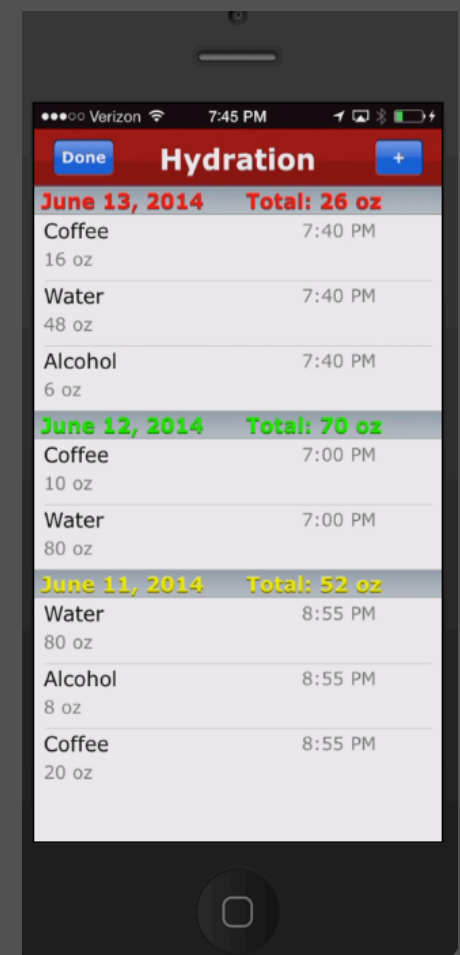 Verizon 7:45 PM
Done Hydration +
June 13, 2014 Total: 26 oz
Coffee 7:40 PM
16 oz
Water 7:40 PM
48 oz
Alcohol 7:40 PM
6 oz
June 12, 2014 Total: 70 oz
Coffee 7:00 PM
10 oz
Water 7:00 PM
80 oz
June 11, 2014 Total: 52 oz
Water 8:55 PM
80 oz
Alcohol 8:55 PM
8 oz
Coffee 8:55 PM
20 oz